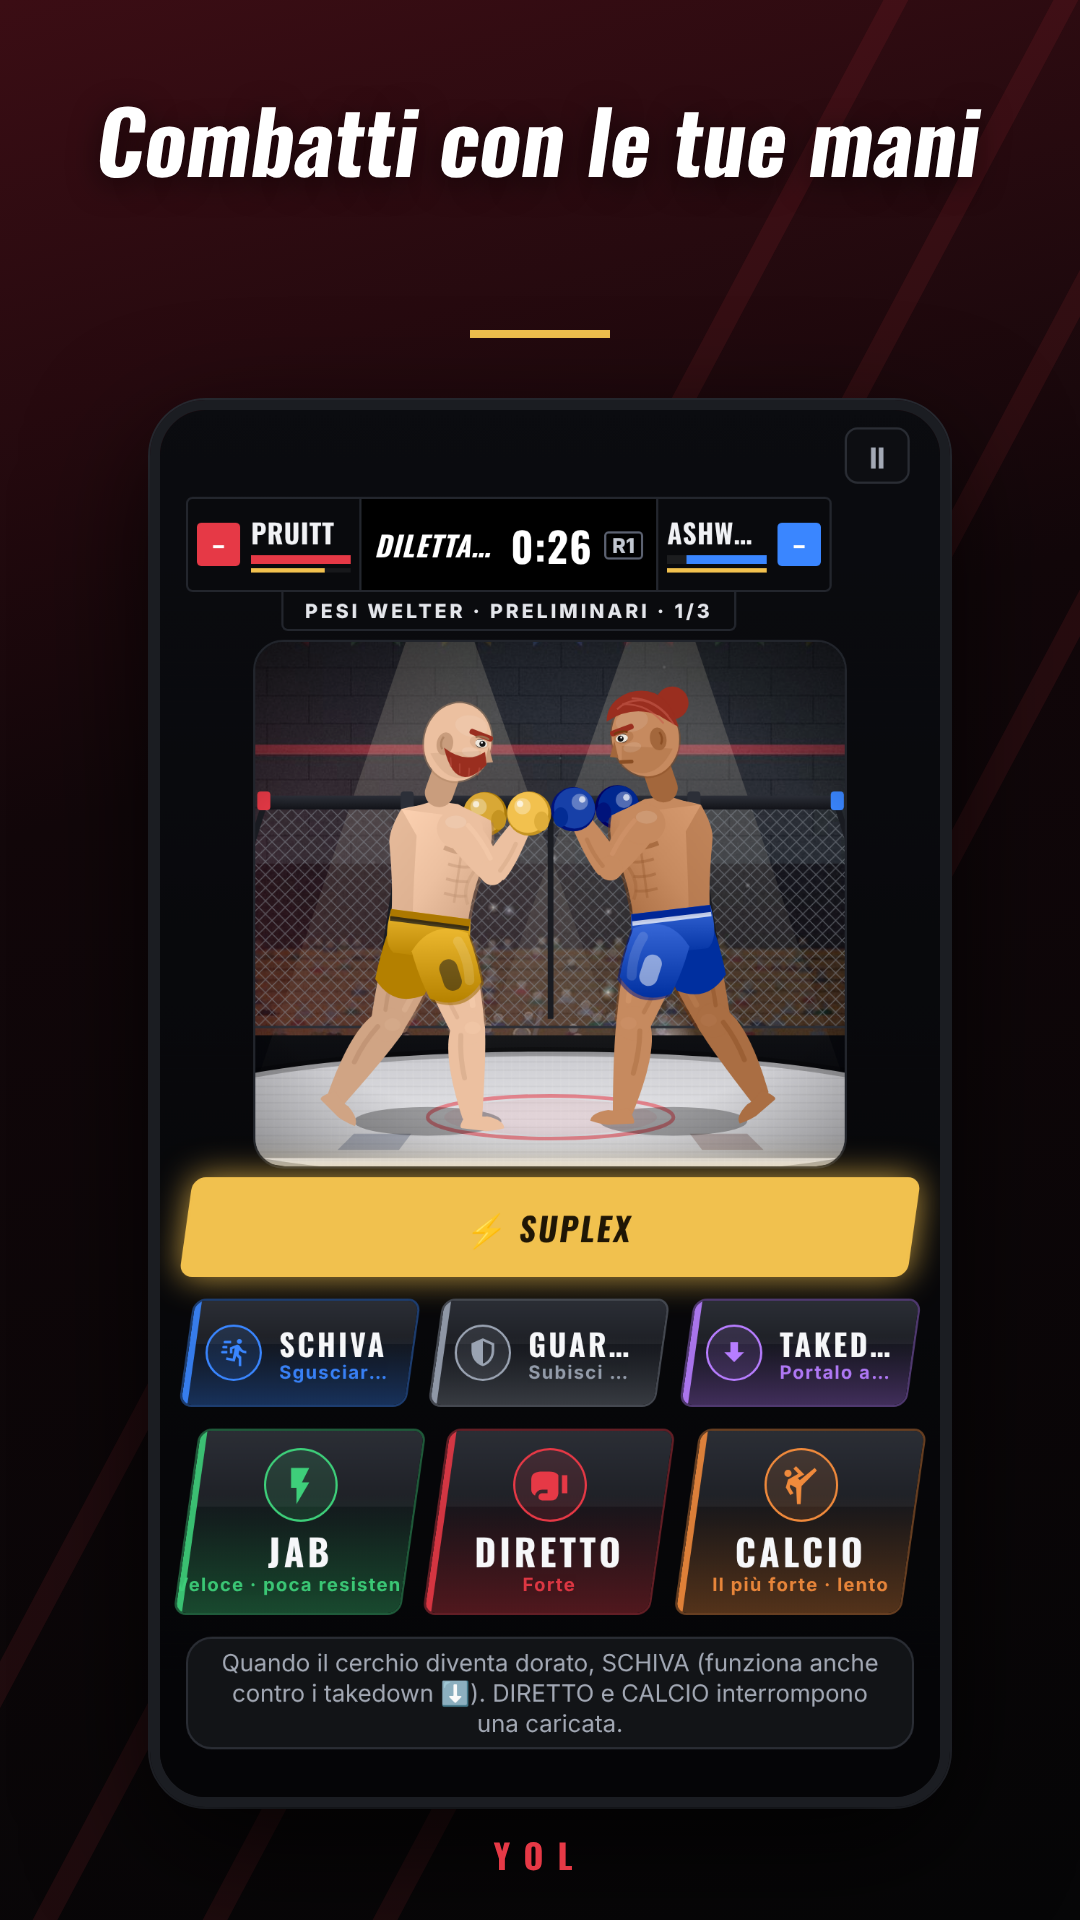 Combatti con le tue mani
PRUITT
DILETTA...
0:26
R1
ASHW...
PESI WELTER · PRELIMINARI · 1/3
⚡ SUPLEX
SCHIVA
Sgusciar...
GUAR...
Subisci ...
TAKED...
Portalo a...
JAB
eloce · poca resisten
DIRETTO
Forte
CALCIO
Il più forte · lento
Quando il cerchio diventa dorato, SCHIVA (funziona anche
contro i takedown ⬇️). DIRETTO e CALCIO interrompono
una caricata.
YOL